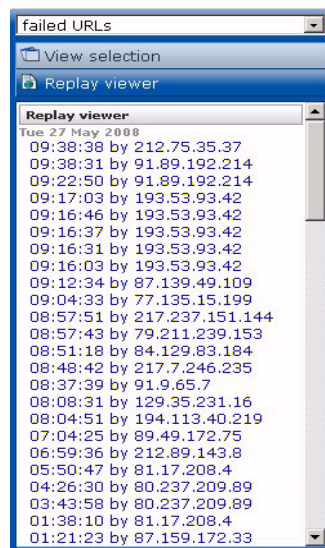 failed URLs
View selection
Replay viewer
Replay viewer
Tue 27 May 2008
09:38:38 by 212.75.35.37
09:38:31 by 91.89.192.214
09:22:50 by 91.89.192.214
09:17:03 by 193.53.93.42
09:16:46 by 193.53.93.42
09:16:37 by 193.53.93.42
09:16:31 by 193.53.93.42
09:16:03 by 193.53.93.42
09:12:34 by 87.139.49.109
09:04:33 by 77.135.15.199
08:57:51 by 217.237.151.144
08:57:43 by 79.211.239.153
08:51:18 by 84.129.83.184
08:48:42 by 217.7.246.235
08:37:39 by 91.9.65.7
08:08:31 by 129.35.231.16
08:04:51 by 194.113.40.219
07:04:25 by 89.49.172.75
06:59:36 by 212.89.143.8
05:50:47 by 81.17.208.4
04:26:30 by 80.237.209.89
03:43:58 by 80.237.209.89
01:38:10 by 81.17.208.4
01:21:23 by 87.159.172.33